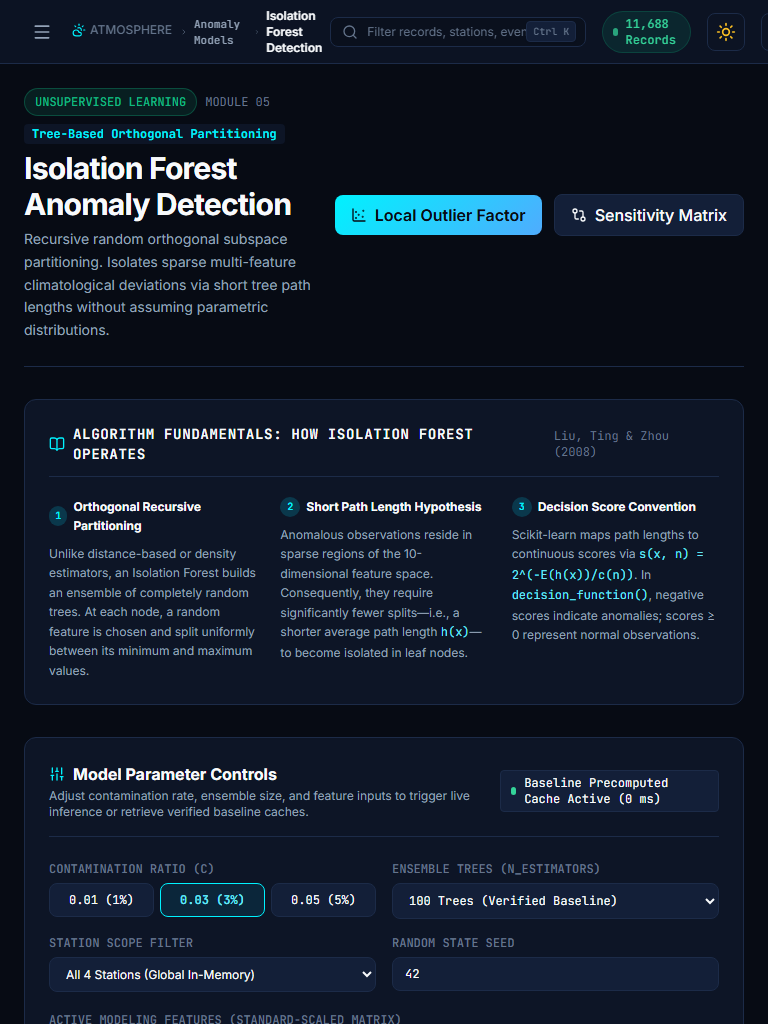 ATMOSPHERE
Anomaly
Models
Isolation
Forest
Detection
Filter records, stations, even
Ctrl K
11,688
Records
UNSUPERVISED LEARNING
MODULE 05
Tree-Based Orthogonal Partitioning
Isolation Forest
Anomaly Detection
Recursive random orthogonal subspace
partitioning. Isolates sparse multi-feature
climatological deviations via short tree path
lengths without assuming parametric
distributions.
Local Outlier Factor
Sensitivity Matrix
ALGORITHM FUNDAMENTALS: HOW ISOLATION FOREST
OPERATES
Liu, Ting & Zhou
(2008)
1
Orthogonal Recursive
Partitioning
Unlike distance-based or density
estimators, an Isolation Forest builds
an ensemble of completely random
trees. At each node, a random
feature is chosen and split uniformly
between its minimum and maximum
values.
2
Short Path Length Hypothesis
Anomalous observations reside in
sparse regions of the 10-
dimensional feature space.
Consequently, they require
significantly fewer splits—i.e., a
shorter average path length h(x)—
to become isolated in leaf nodes.
3
Decision Score Convention
Scikit-learn maps path lengths to
continuous scores via s(x, n) =
2^(-E(h(x))/c(n)). In
decision_function(), negative
scores indicate anomalies; scores ≥
0 represent normal observations.
Model Parameter Controls
Adjust contamination rate, ensemble size, and feature inputs to trigger live
inference or retrieve verified baseline caches.
Baseline Precomputed
Cache Active (0 ms)
CONTAMINATION RATIO (C)
0.01 (1%)
0.03 (3%)
0.05 (5%)
ENSEMBLE TREES (N_ESTIMATORS)
100 Trees (Verified Baseline)
STATION SCOPE FILTER
All 4 Stations (Global In-Memory)
RANDOM STATE SEED
42
ACTIVE MODELING FEATURES (STANDARD-SCALED MATRIX)